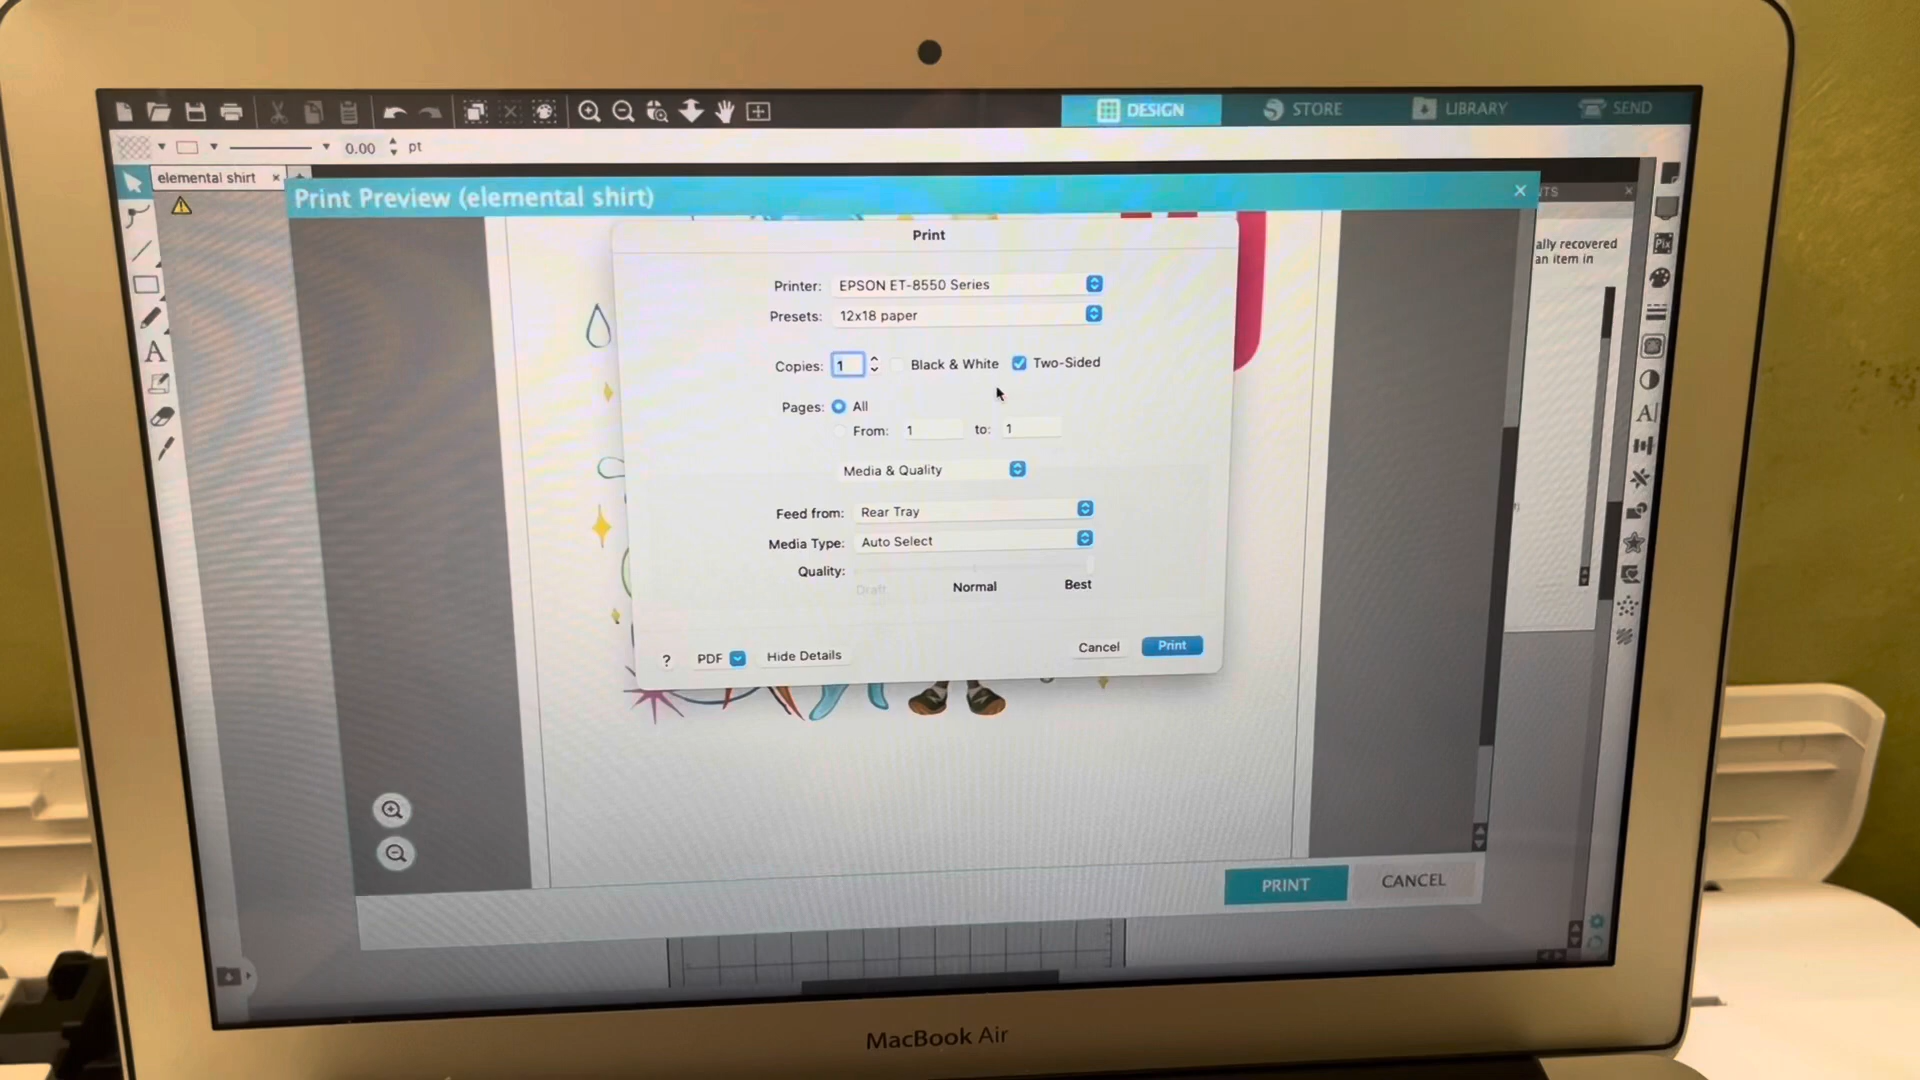 DESIGN STORE LIBRARY SEND
0.00 pt
elemental shirt ×
Print Preview (elemental shirt)
Print
ally recovered
an item in
Printer: EPSON ET-8550 Series
Presets: 12x18 paper
Copies: 1 Black & White Two-Sided
Pages: All
From: 1 to: 1
Media & Quality
Feed from: Rear Tray
Media Type: Auto Select
Quality:
Draft Normal Best
? PDF Hide Details Cancel Print
PRINT CANCEL
MacBook Air